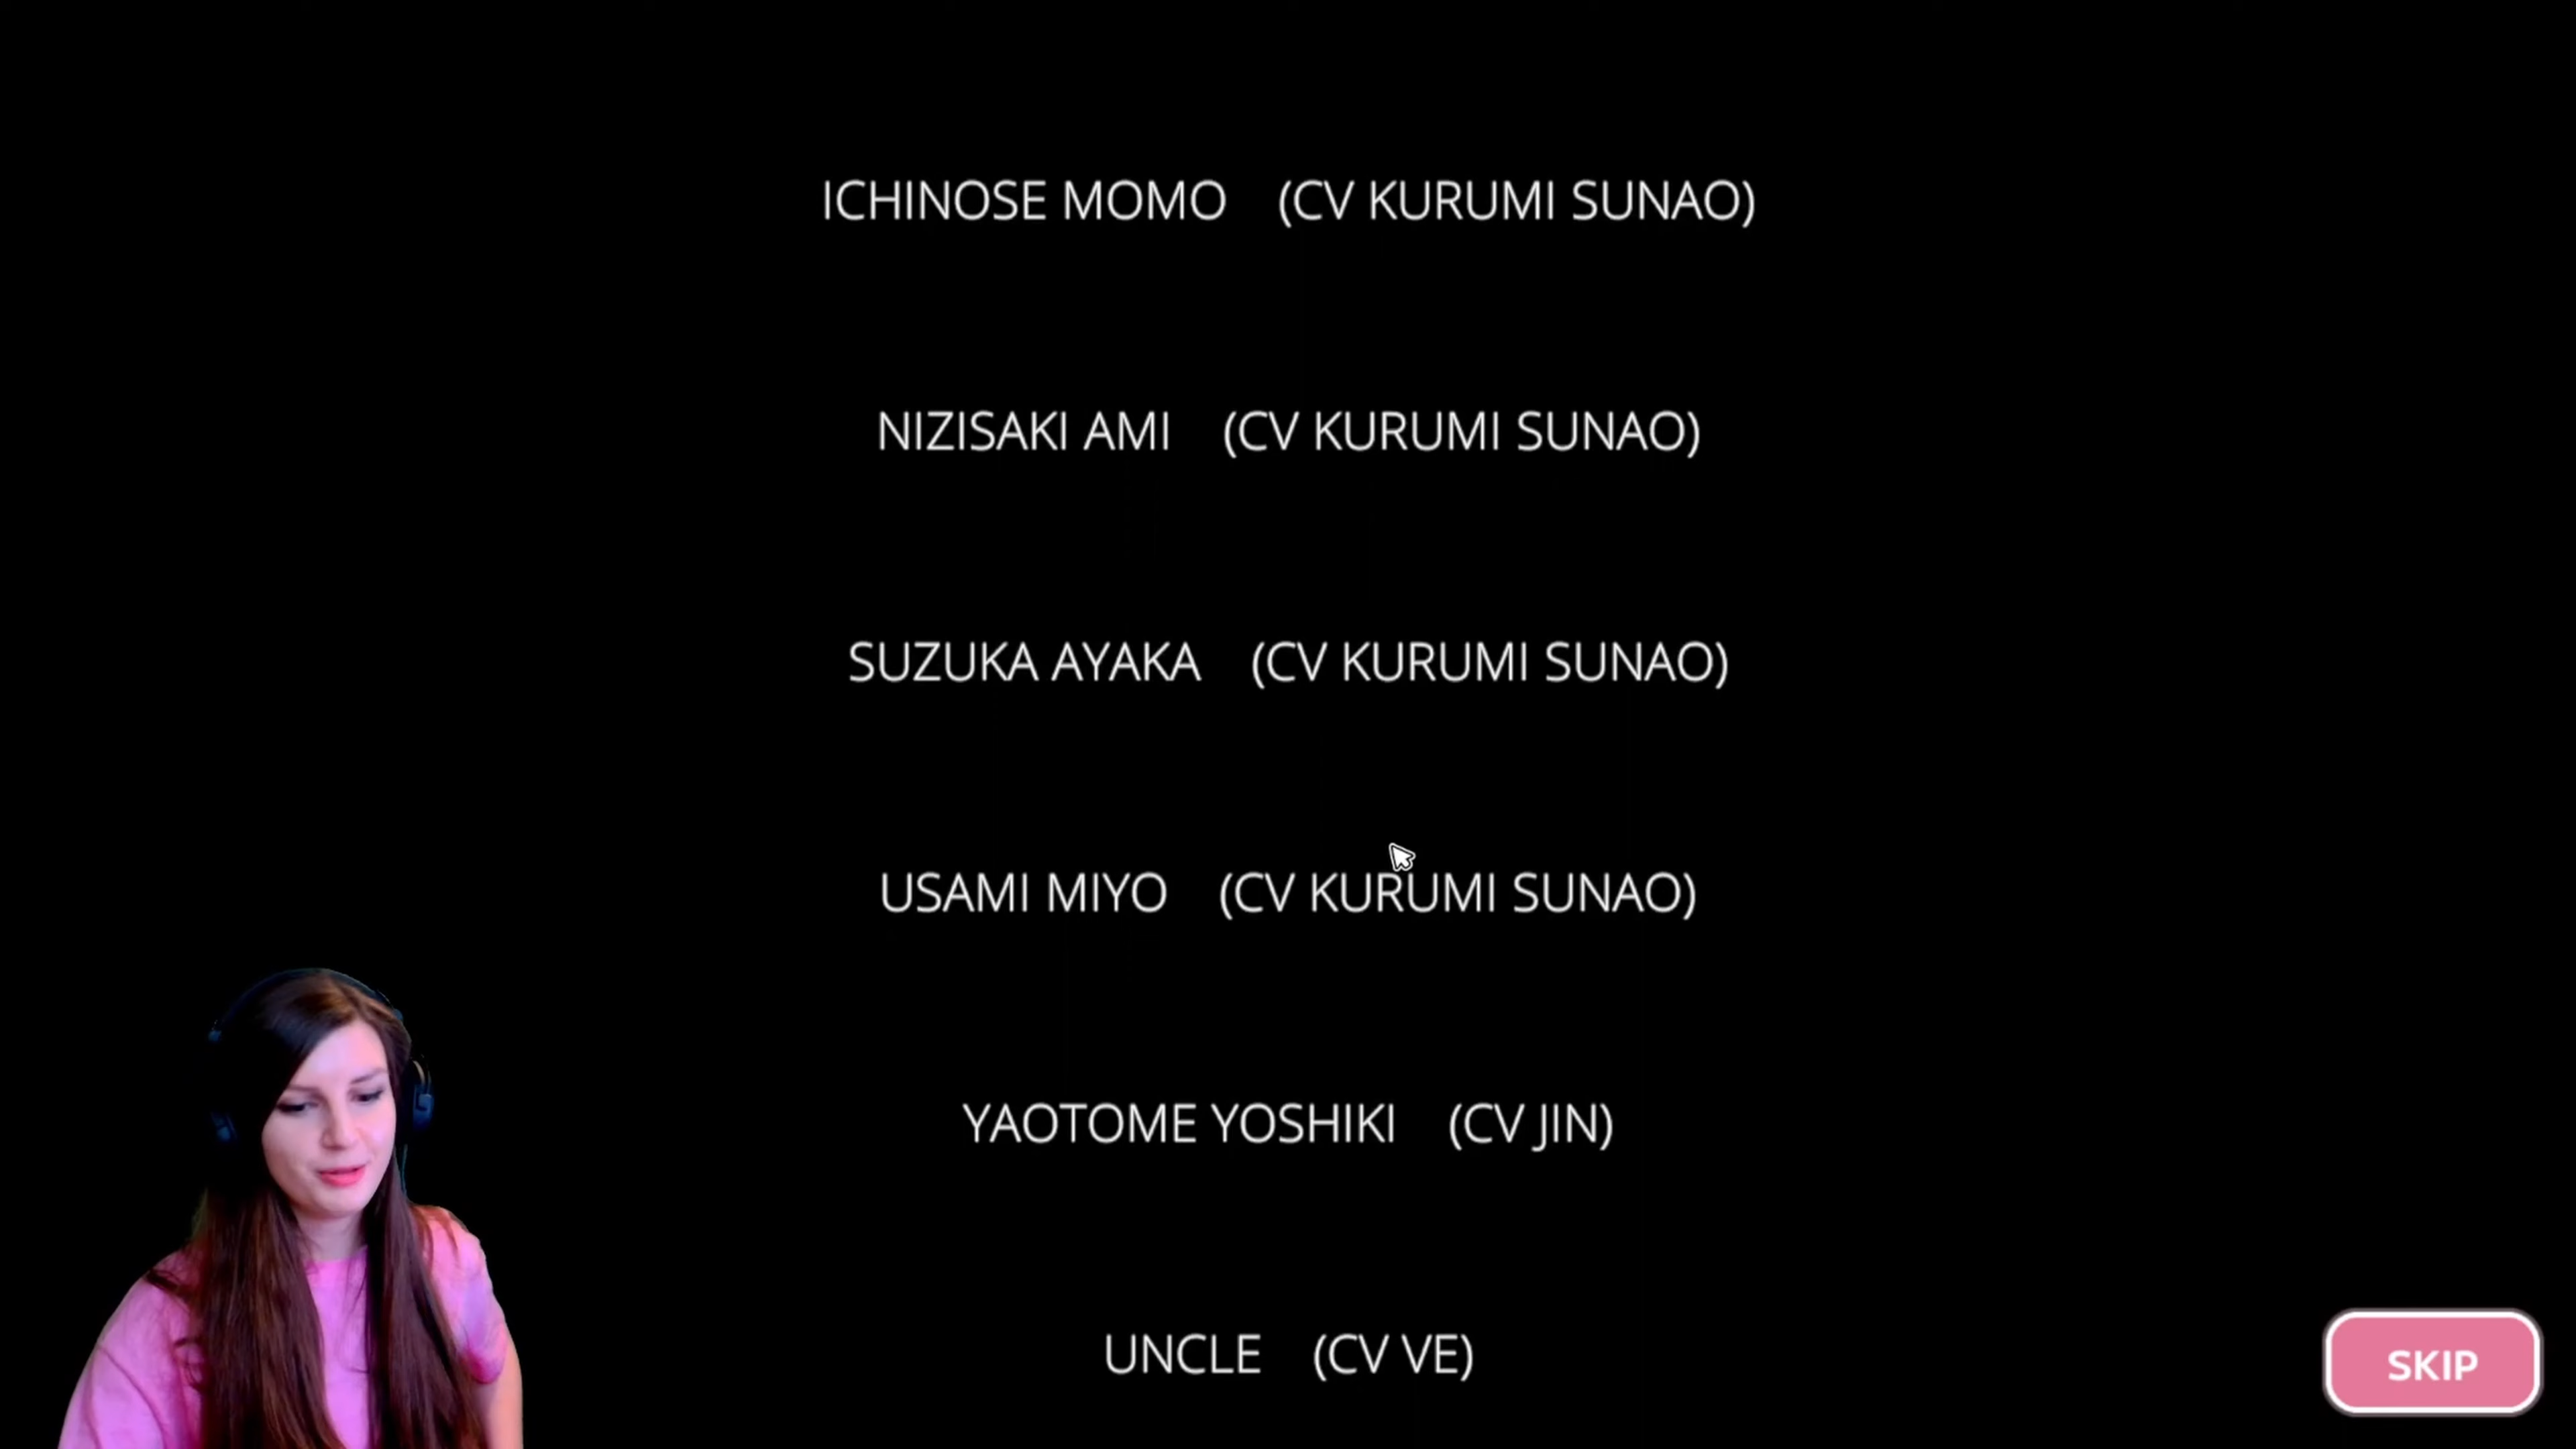 ICHINOSE MOMO (CV KURUMI SUNAO)
NIZISAKI AMI (CV KURUMI SUNAO)
SUZUKA AYAKA (CV KURUMI SUNAO)
USAMI MIYO (CV KURUMI SUNAO)
YAOTOME YOSHIKI (CV JIN)
UNCLE (CV VE)
SKIP